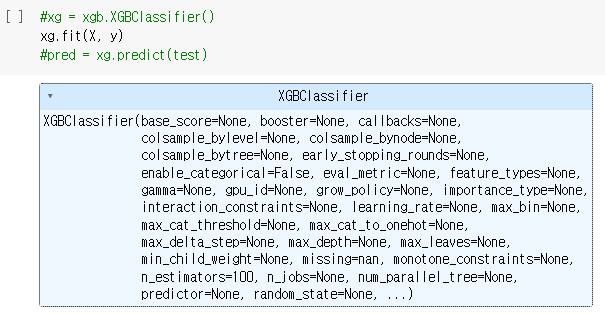 [ ] #xg = xgb.XGBClassifier()
xg.fit(X, y)
#pred = xg.predict(test)
▾ XGBClassifier
XGBClassifier(base_score=None, booster=None, callbacks=None,
colsample_bylevel=None, colsample_bynode=None,
colsample_bytree=None, early_stopping_rounds=None,
enable_categorical=False, eval_metric=None, feature_types=None,
gamma=None, gpu_id=None, grow_policy=None, importance_type=None,
interaction_constraints=None, learning_rate=None, max_bin=None,
max_cat_threshold=None, max_cat_to_onehot=None,
max_delta_step=None, max_depth=None, max_leaves=None,
min_child_weight=None, missing=nan, monotone_constraints=None,
n_estimators=100, n_jobs=None, num_parallel_tree=None,
predictor=None, random_state=None, ...)